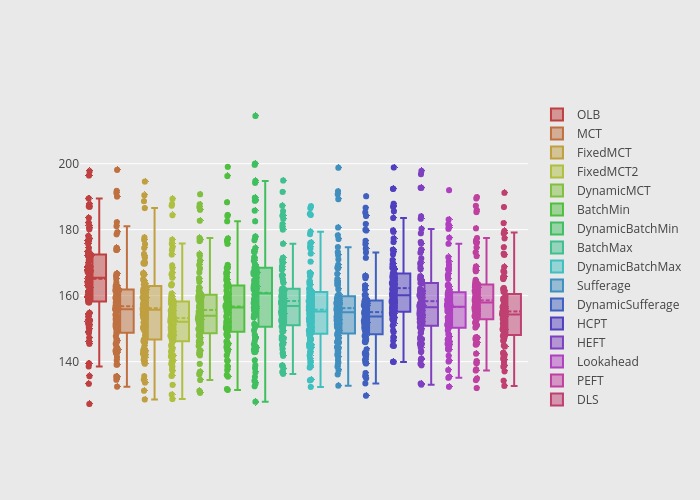 200
180
160
140
OLB
MCT
FixedMCT
FixedMCT2
DynamicMCT
BatchMin
DynamicBatchMin
BatchMax
DynamicBatchMax
Sufferage
DynamicSufferage
HCPT
HEFT
Lookahead
PEFT
DLS